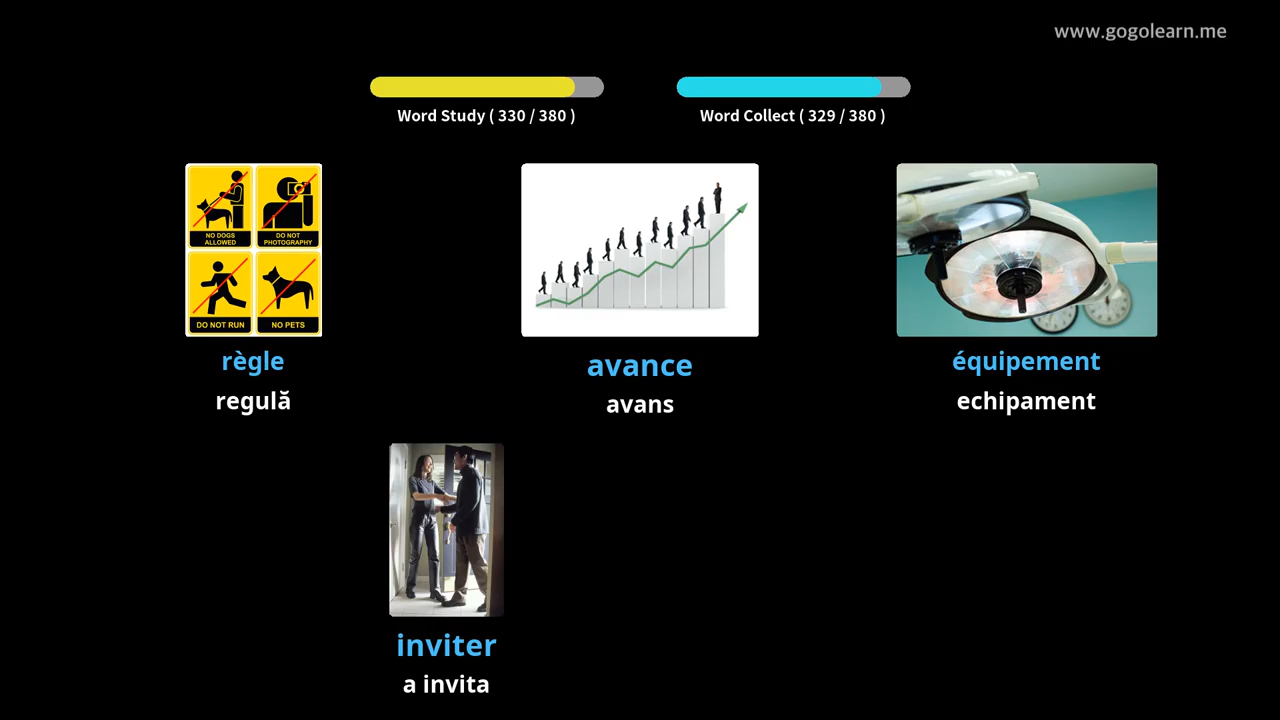 www.gogolearn.me
Word Study ( 330 / 380 )
Word Collect ( 329 / 380 )
NO DOGS
ALLOWED
DO NOT
PHOTOGRAPHY
DO NOT RUN
NO PETS
règle
regulă
avance
avans
équipement
echipament
inviter
a invita